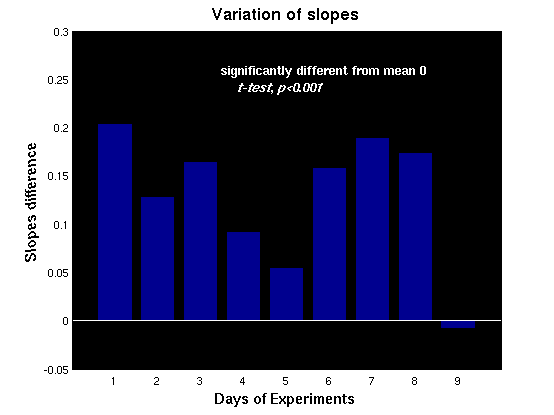 Variation of slopes
0.3
0.25
0.2
0.15
0.1
0.05
0
-0.05
significantly different from mean 0
t-test, p<0.001
Slopes difference
1 2 3 4 5 6 7 8 9
Days of Experiments